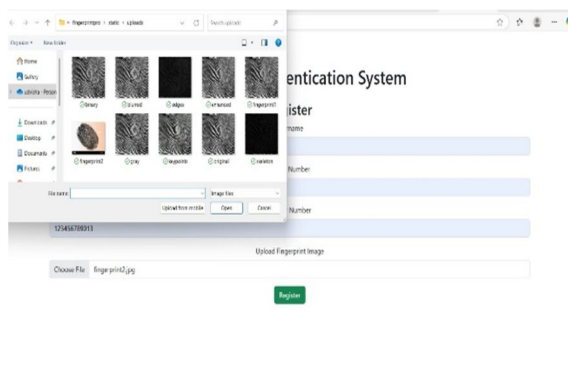 fingerprintpro › static › uploads
Search uploads
Organize
New folder
Home
Gallery
Downloads
Desktop
Documents
Pictures
binary
blurred
edges
enhanced
fingerprint1
fingerprint2
gray
keypoints
original
skeleton
File name:
Image files
Upload from mobile
Open
Cancel
entication System
ister
rname
Number
Number
Upload Fingerprint Image
Choose File fingerprint2.jpg
Register